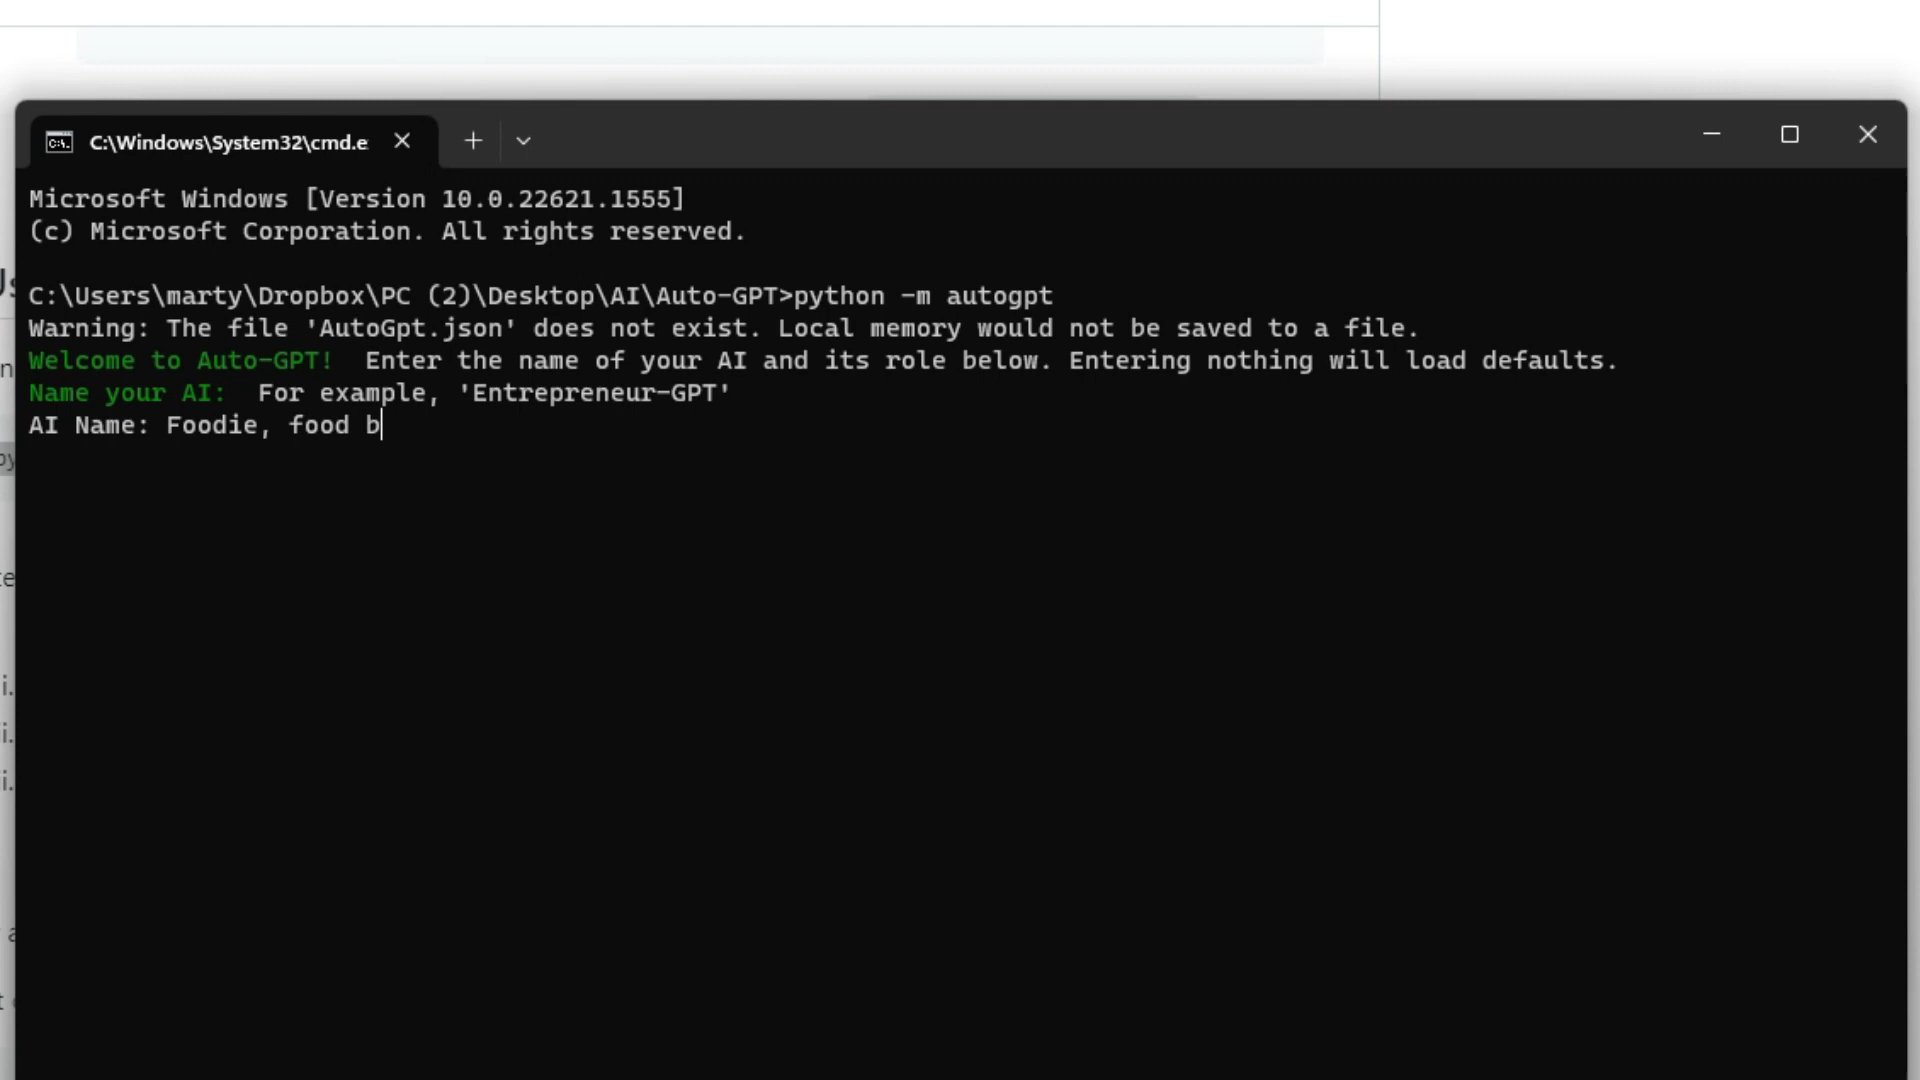 C:\Windows\System32\cmd.e
Microsoft Windows [Version 10.0.22621.1555]
(c) Microsoft Corporation. All rights reserved.
C:\Users\marty\Dropbox\PC (2)\Desktop\AI\Auto-GPT>python -m autogpt
Warning: The file 'AutoGpt.json' does not exist. Local memory would not be saved to a file.
Welcome to Auto-GPT!  Enter the name of your AI and its role below. Entering nothing will load defaults.
Name your AI:  For example, 'Entrepreneur-GPT'
AI Name: Foodie, food b